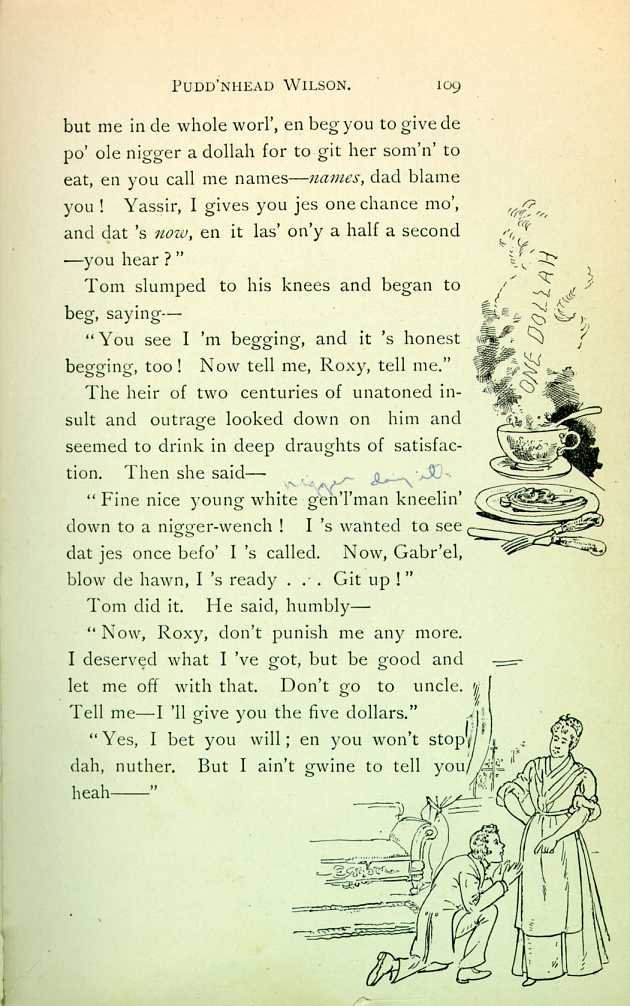 PUDD'NHEAD WILSON. 109
but me in de whole worl', en beg you to give de
po' ole nigger a dollah for to git her som'n' to
eat, en you call me names—names, dad blame
you! Yassir, I gives you jes one chance mo',
and dat 's now, en it las' on'y a half a second
—you hear?"
Tom slumped to his knees and began to
beg, saying—
"You see I 'm begging, and it 's honest
begging, too! Now tell me, Roxy, tell me."
The heir of two centuries of unatoned in-
sult and outrage looked down on him and
seemed to drink in deep draughts of satisfac-
tion. Then she said—
nigger
"Fine nice young white gen'l'man kneelin'
down to a nigger-wench! I 's wanted to see
dat jes once befo' I 's called. Now, Gabr'el,
blow de hawn, I 's ready . . . Git up!"
Tom did it. He said, humbly—
"Now, Roxy, don't punish me any more.
I deserved what I 've got, but be good and
let me off with that. Don't go to uncle.
Tell me—I 'll give you the five dollars."
"Yes, I bet you will; en you won't stop
dah, nuther. But I ain't gwine to tell you
heah——"
ONE DOLLAH